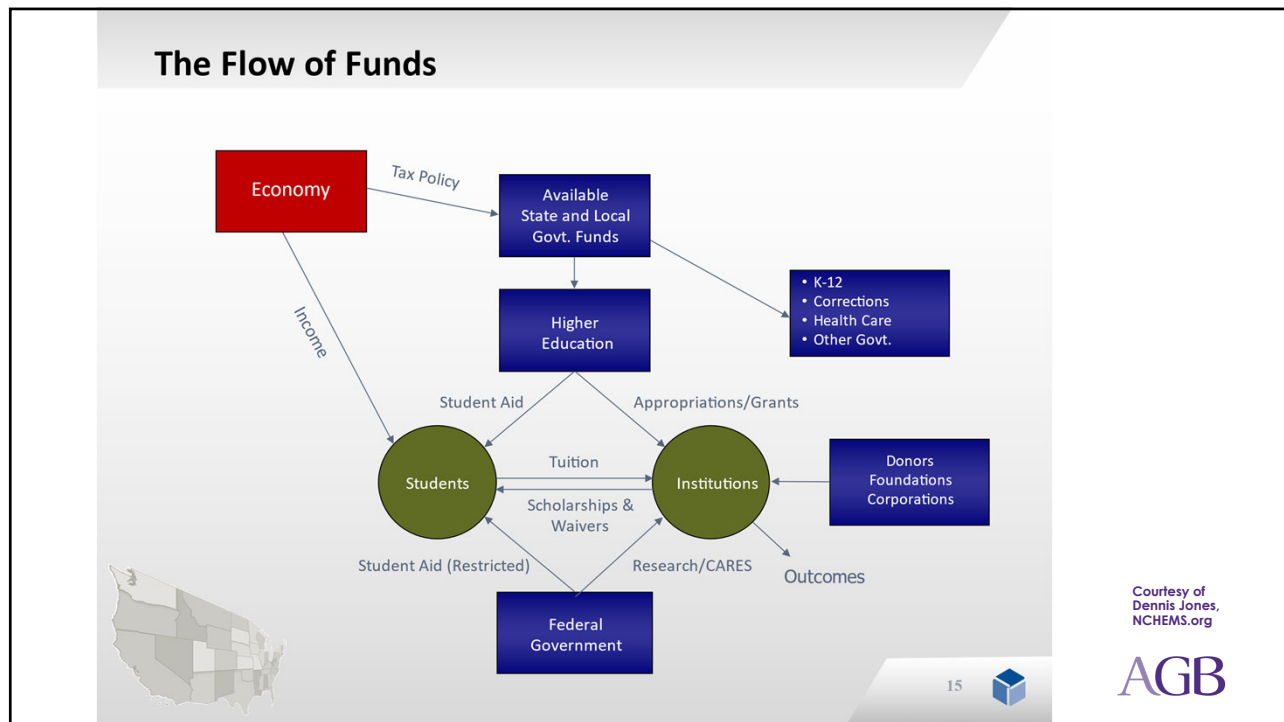 The Flow of Funds
Economy
Tax Policy
Available
State and Local
Govt. Funds
• K-12
• Corrections
• Health Care
• Other Govt.
Income
Higher
Education
Student Aid
Appropriations/Grants
Students
Tuition
Scholarships &
Waivers
Institutions
Donors
Foundations
Corporations
Student Aid (Restricted)
Research/CARES
Outcomes
Federal
Government
15
Courtesy of
Dennis Jones,
NCHEMS.org
AGB